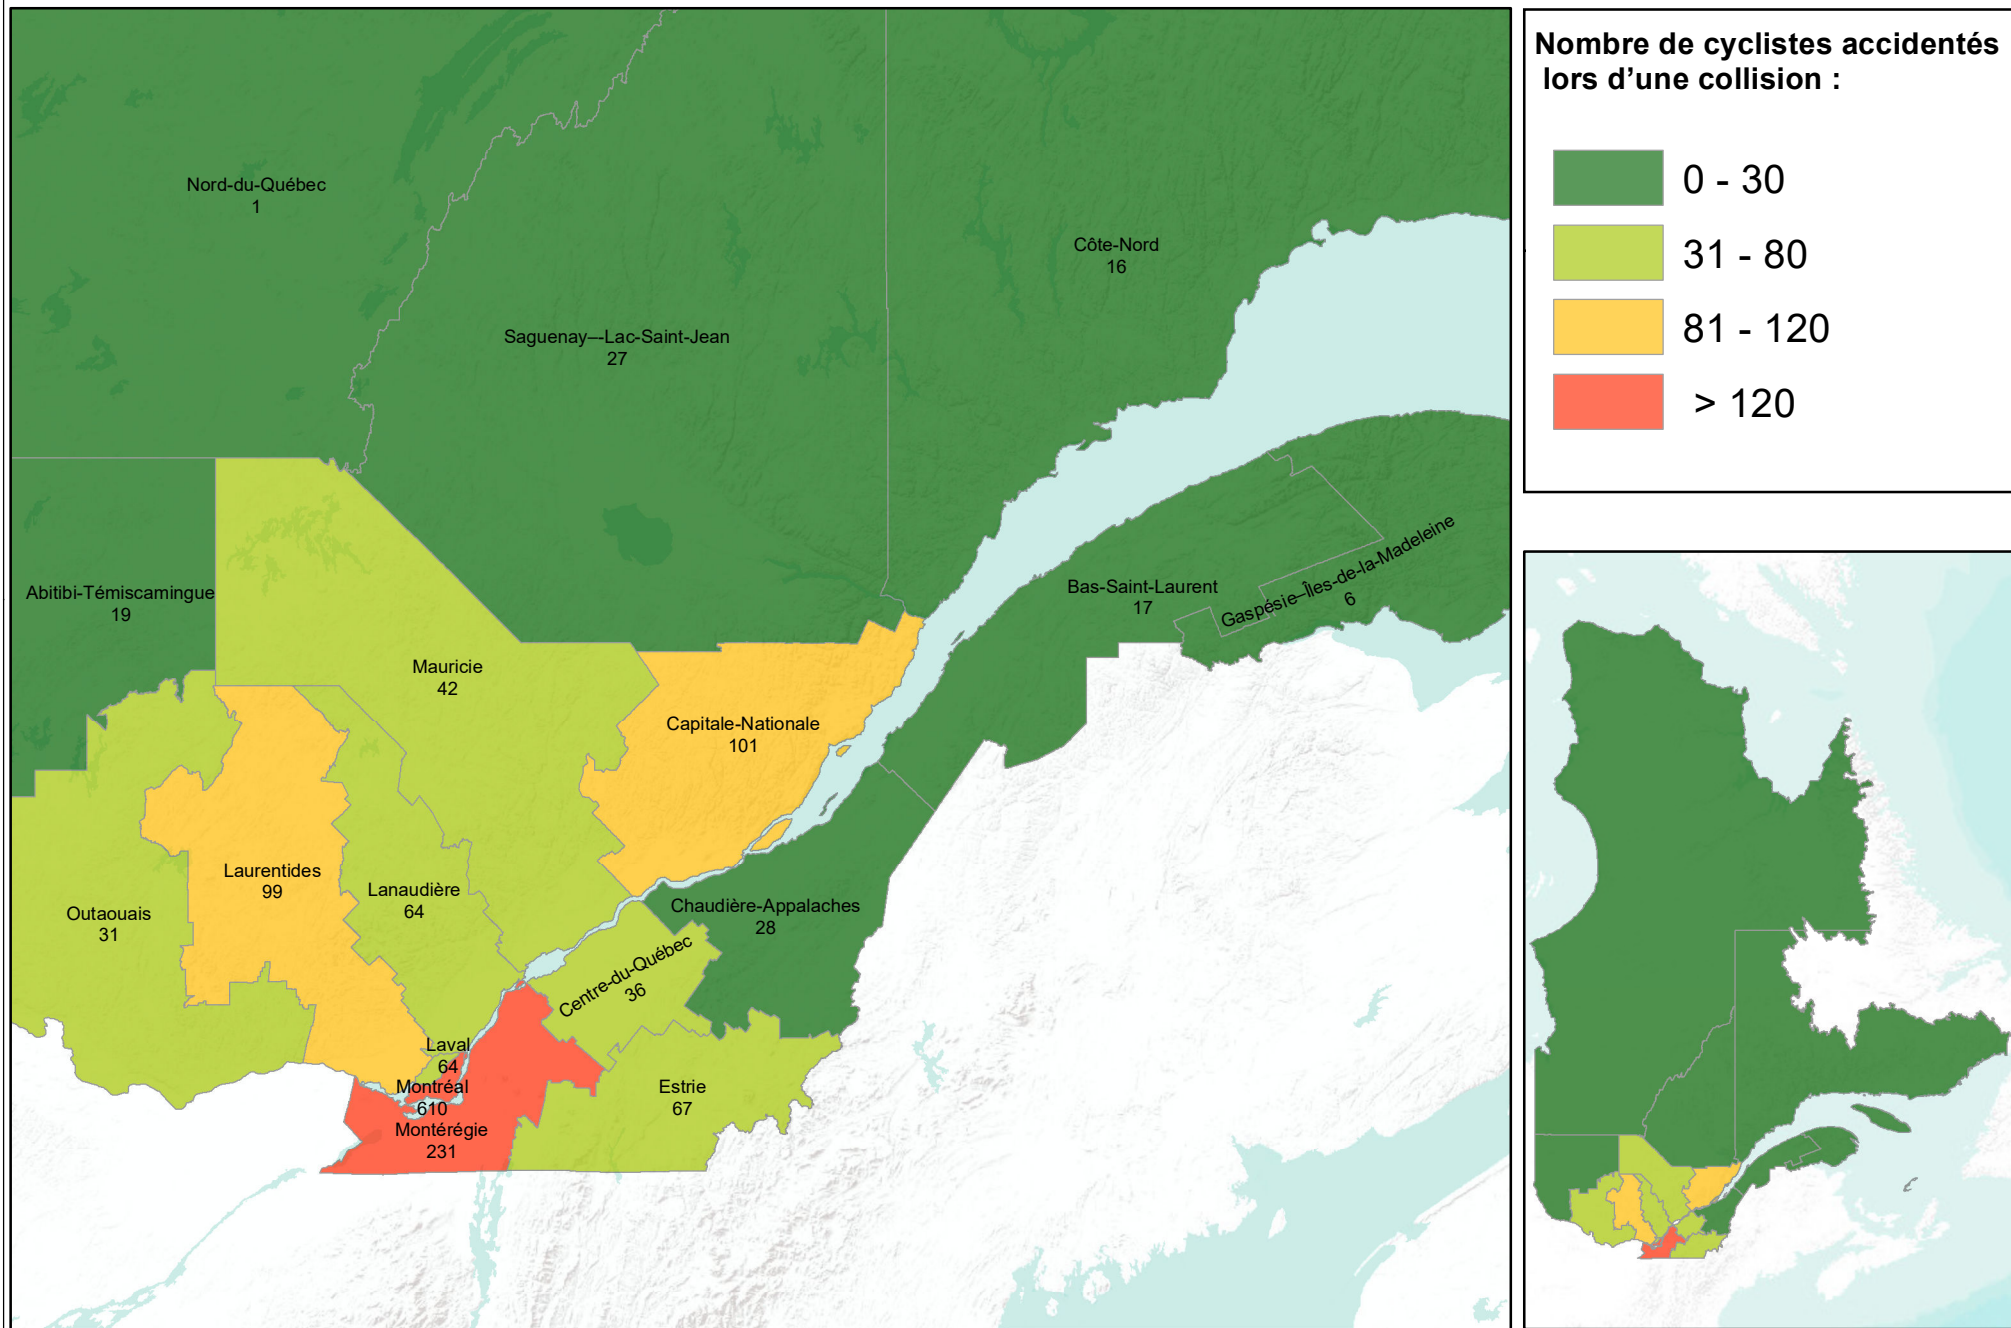 Nombre de cyclistes accidentés
lors d'une collision :
0 - 30
31 - 80
81 - 120
> 120
Nord-du-Québec
1
Côte-Nord
16
Saguenay--Lac-Saint-Jean
27
Abitibi-Témiscamingue
19
Bas-Saint-Laurent
17
Gaspésie--Îles-de-la-Madeleine
6
Mauricie
42
Capitale-Nationale
101
Laurentides
99
Lanaudière
64
Outaouais
31
Chaudière-Appalaches
28
Centre-du-Québec
36
Laval
64
Montréal
610
Montérégie
231
Estrie
67